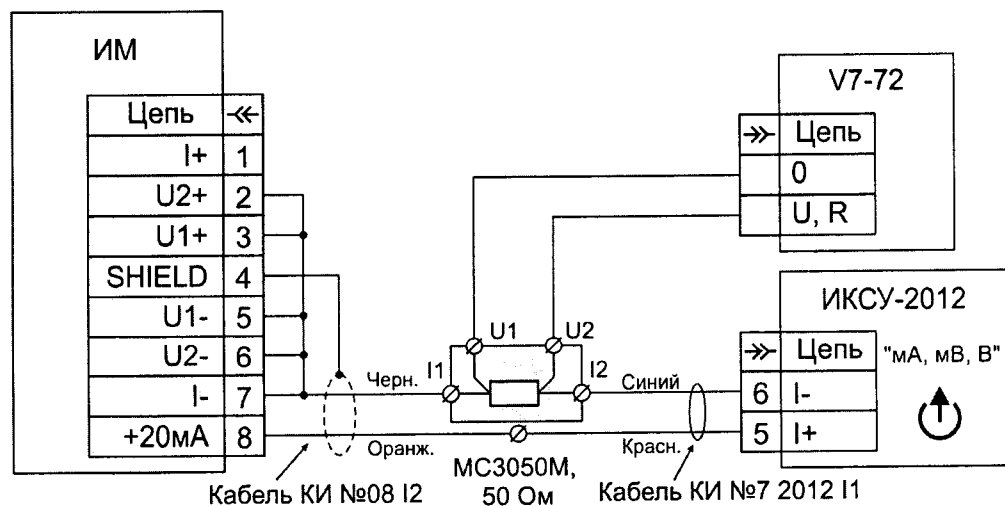 ИМ
Цепь
I+ 1
U2+ 2
U1+ 3
SHIELD 4
U1- 5
U2- 6
I- 7
+20мА 8
V7-72
Цепь
0
U, R
ИКСУ-2012
Цепь
"мА, мВ, В"
6 I-
5 I+
U1 U2
I1 I2
Черн.
Синий
Оранж.
Красн.
МС3050М,
50 Ом
Кабель КИ №08 I2
Кабель КИ №7 2012 I1